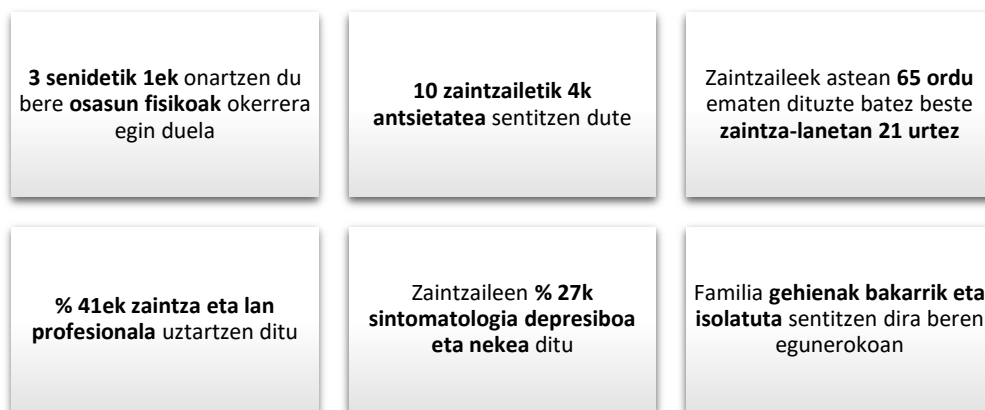 3 senidetik 1ek onartzen du
bere osasun fisikoak okerrera
egin duela
10 zaintzailetik 4k
antsietatea sentitzen dute
Zaintzaileek astean 65 ordu
ematen dituzte batez beste
zaintza-lanetan 21 urtez
% 41ek zaintza eta lan
profesionala uztartzen ditu
Zaintzaileen % 27k
sintomatologia depresiboa
eta nekea ditu
Familia gehienak bakarrik eta
isolatuta sentitzen dira beren
egunerokoan